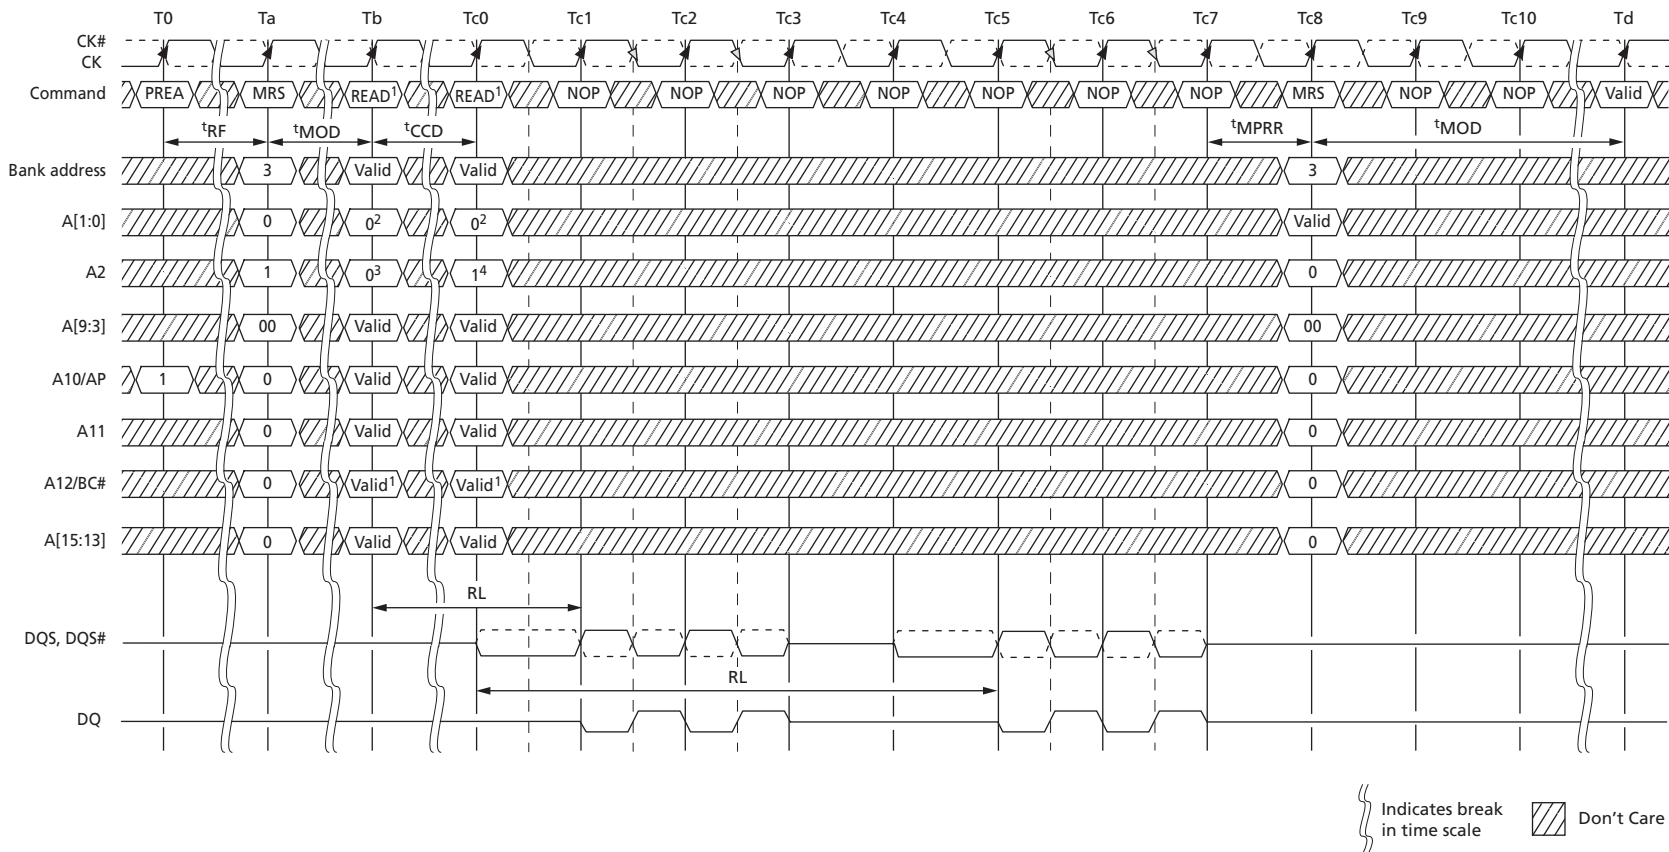 T0 Ta Tb Tc0 Tc1 Tc2 Tc3 Tc4 Tc5 Tc6 Tc7 Tc8 Tc9 Tc10 Td
CK#
CK
Command PREA MRS READ1 READ1 NOP NOP NOP NOP NOP NOP NOP MRS NOP NOP Valid
tRF tMOD tCCD tMPRR tMOD
Bank address 3 Valid Valid 3
A[1:0] 0 02 02 Valid
A2 1 03 14 0
A[9:3] 00 Valid Valid 00
A10/AP 1 0 Valid Valid 0
A11 0 Valid Valid 0
A12/BC# 0 Valid1 Valid1 0
A[15:13] 0 Valid Valid 0
RL
DQS, DQS#
RL
DQ
Indicates break
in time scale
Don't Care